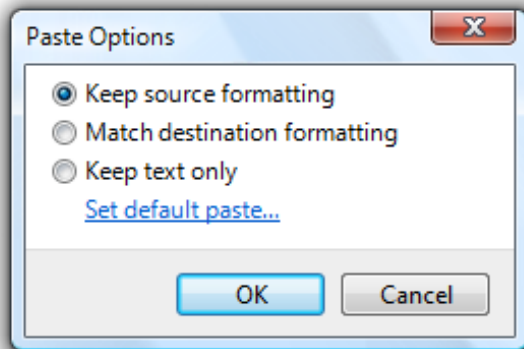 Paste Options
Keep source formatting
Match destination formatting
Keep text only
Set default paste...
OK
Cancel